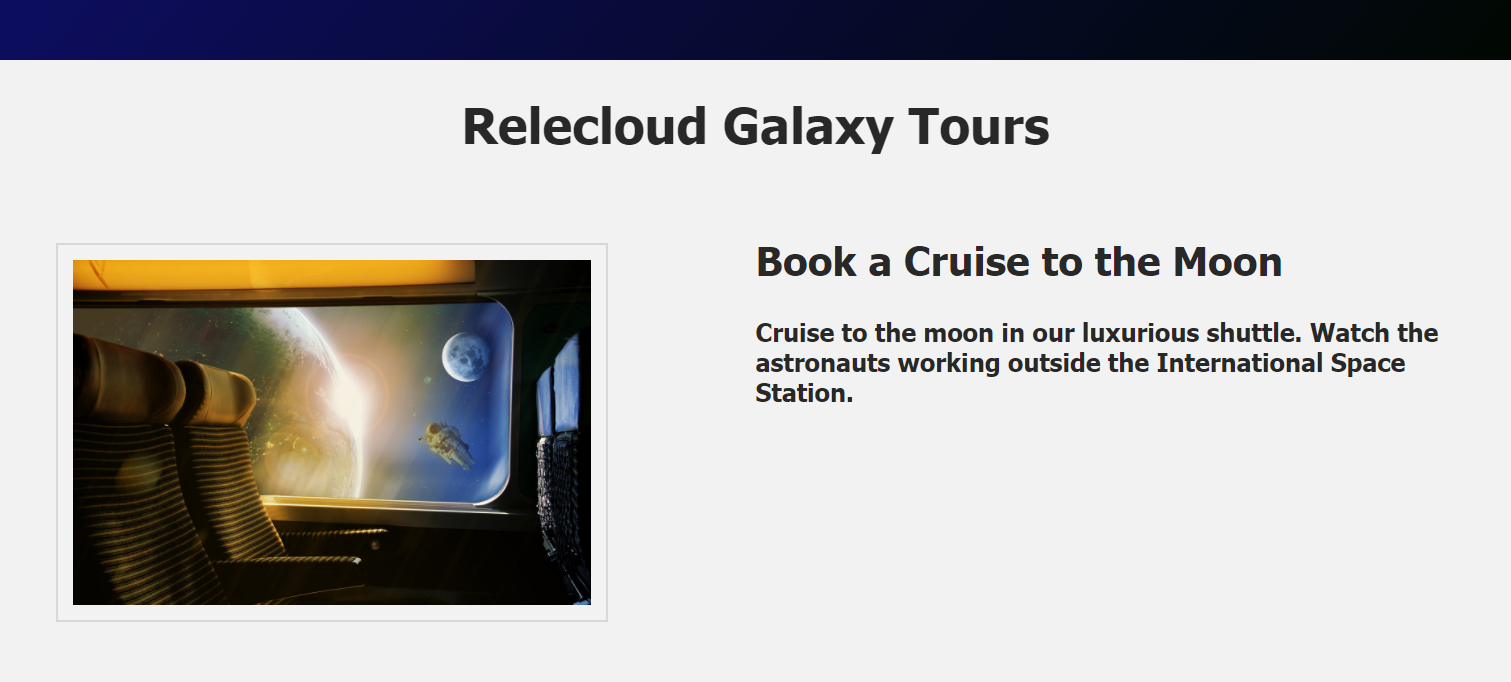 Relecloud Galaxy Tours
Book a Cruise to the Moon
Cruise to the moon in our luxurious shuttle. Watch the
astronauts working outside the International Space
Station.